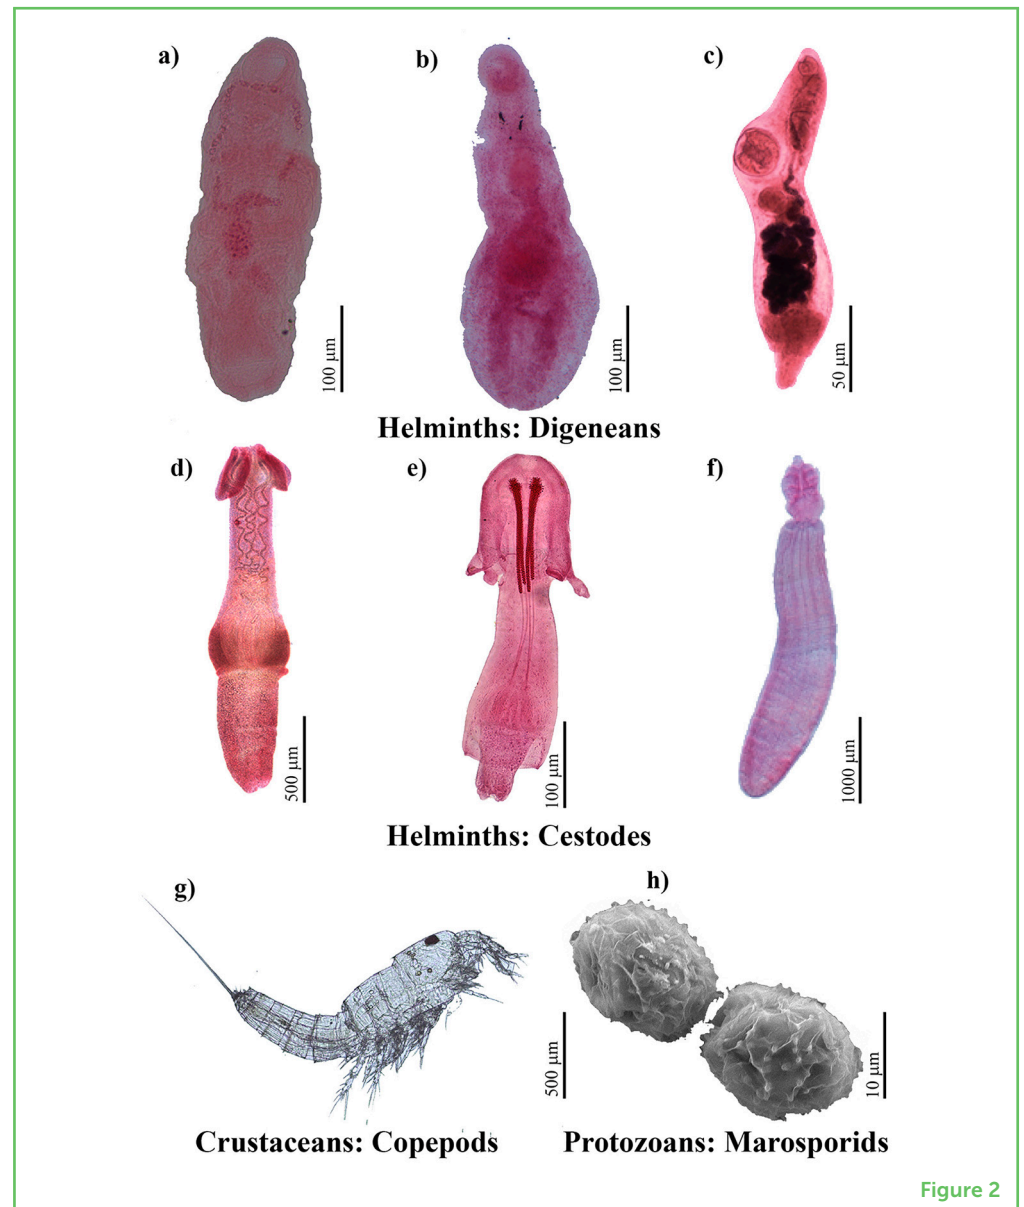 a)
b)
c)
100 μm
100 μm
50 μm
Helminths: Digeneans
d)
e)
f)
500 μm
100 μm
1000 μm
Helminths: Cestodes
g)
h)
500 μm
10 μm
Crustaceans: Copepods
Protozoans: Marosporids
Figure 2